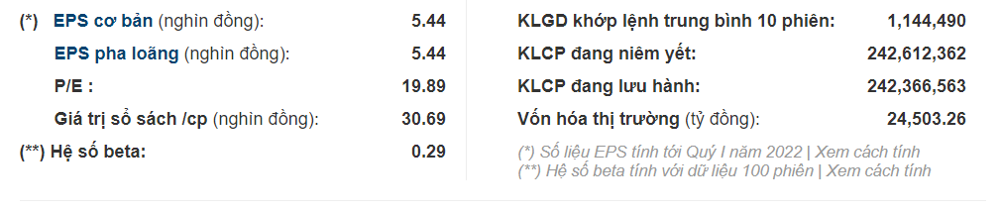 (*) EPS cơ bản (nghìn đồng): 5.44
EPS pha loãng (nghìn đồng): 5.44
P/E : 19.89
Giá trị sổ sách /cp (nghìn đồng): 30.69
(**) Hệ số beta: 0.29
KLGD khớp lệnh trung bình 10 phiên: 1,144,490
KLCP đang niêm yết: 242,612,362
KLCP đang lưu hành: 242,366,563
Vốn hóa thị trường (tỷ đồng): 24,503.26
(*) Số liệu EPS tính tới Quý I năm 2022 | Xem cách tính
(**) Hệ số beta tính với dữ liệu 100 phiên | Xem cách tính